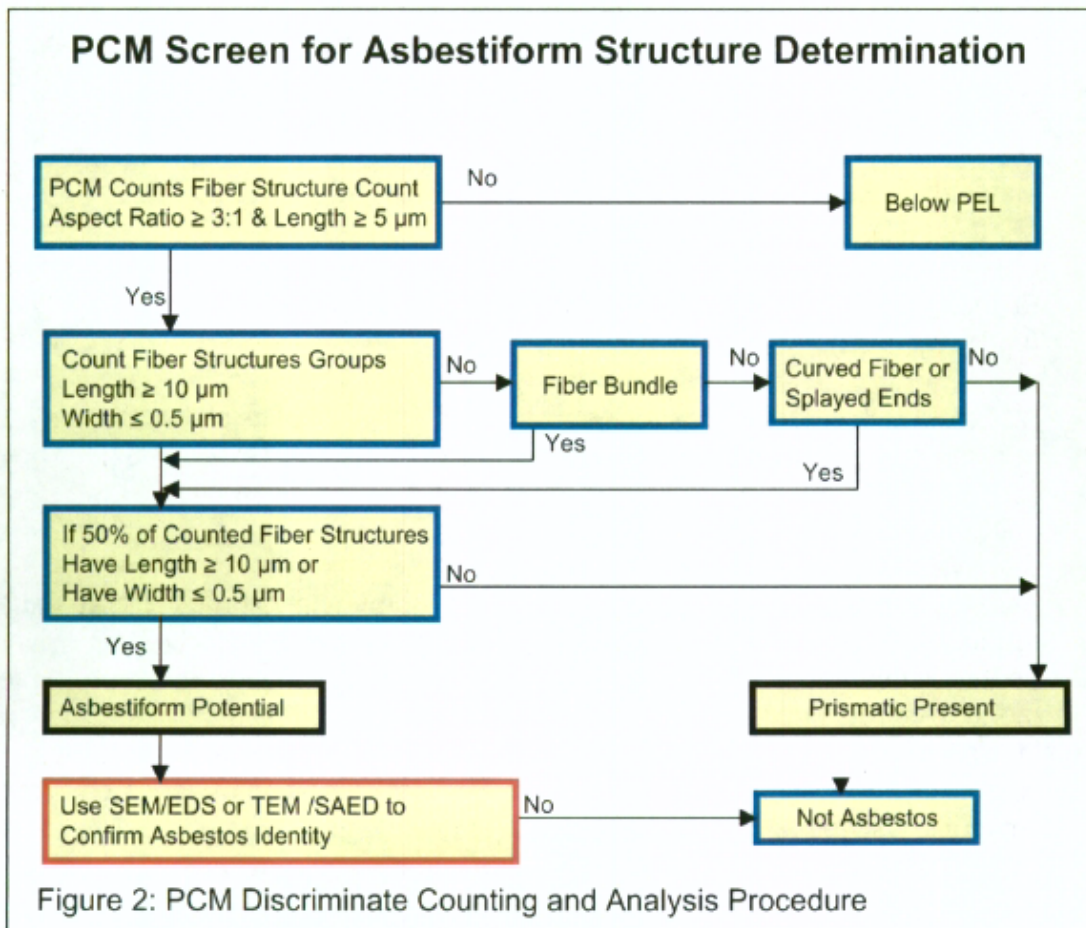 PCM Screen for Asbestiform Structure Determination
PCM Counts Fiber Structure Count
Aspect Ratio ≥ 3:1 & Length ≥ 5 µm
No
Below PEL
Yes
Count Fiber Structures Groups
Length ≥ 10 µm
Width ≤ 0.5 µm
No
Fiber Bundle
No
Curved Fiber or
Splayed Ends
No
Yes
Yes
If 50% of Counted Fiber Structures
Have Length ≥ 10 µm or
Have Width ≤ 0.5 µm
No
Yes
Asbestiform Potential
Prismatic Present
Use SEM/EDS or TEM /SAED to
Confirm Asbestos Identity
No
Not Asbestos
Figure 2: PCM Discriminate Counting and Analysis Procedure